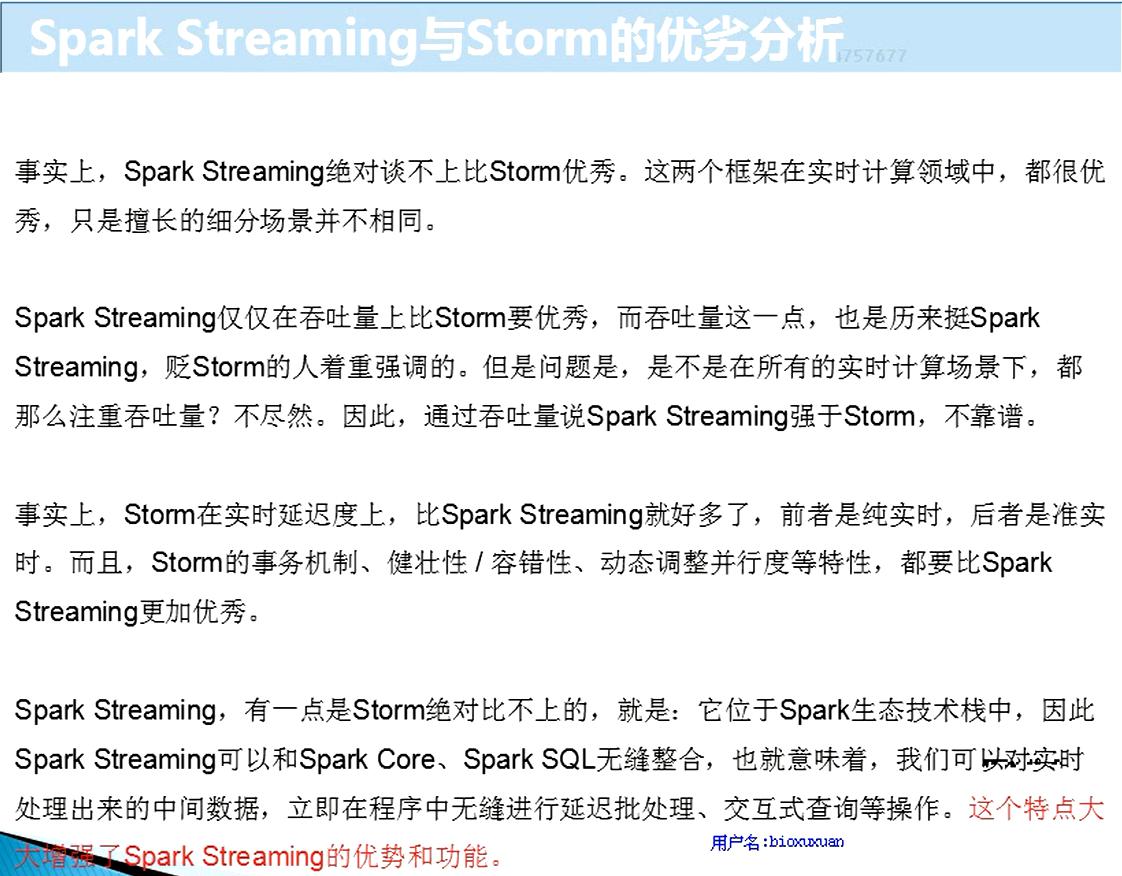 Spark Streaming与Storm的优劣分析
757677
事实上，Spark Streaming绝对谈不上比Storm优秀。这两个框架在实时计算领域中，都很优
秀，只是擅长的细分场景并不相同。
Spark Streaming仅仅在吞吐量上比Storm要优秀，而吞吐量这一点，也是历来挺Spark
Streaming，贬Storm的人着重强调的。但是问题是，是不是在所有的实时计算场景下，都
那么注重吞吐量？不尽然。因此，通过吞吐量说Spark Streaming强于Storm，不靠谱。
事实上，Storm在实时延迟度上，比Spark Streaming就好多了，前者是纯实时，后者是准实
时。而且，Storm的事务机制、健壮性 / 容错性、动态调整并行度等特性，都要比Spark
Streaming更加优秀。
Spark Streaming，有一点是Storm绝对比不上的，就是：它位于Spark生态技术栈中，因此
Spark Streaming可以和Spark Core、Spark SQL无缝整合，也就意味着，我们可以对实时
处理出来的中间数据，立即在程序中无缝进行延迟批处理、交互式查询等操作。这个特点大
大增强了Spark Streaming的优势和功能。
用户名:bioxuxuan